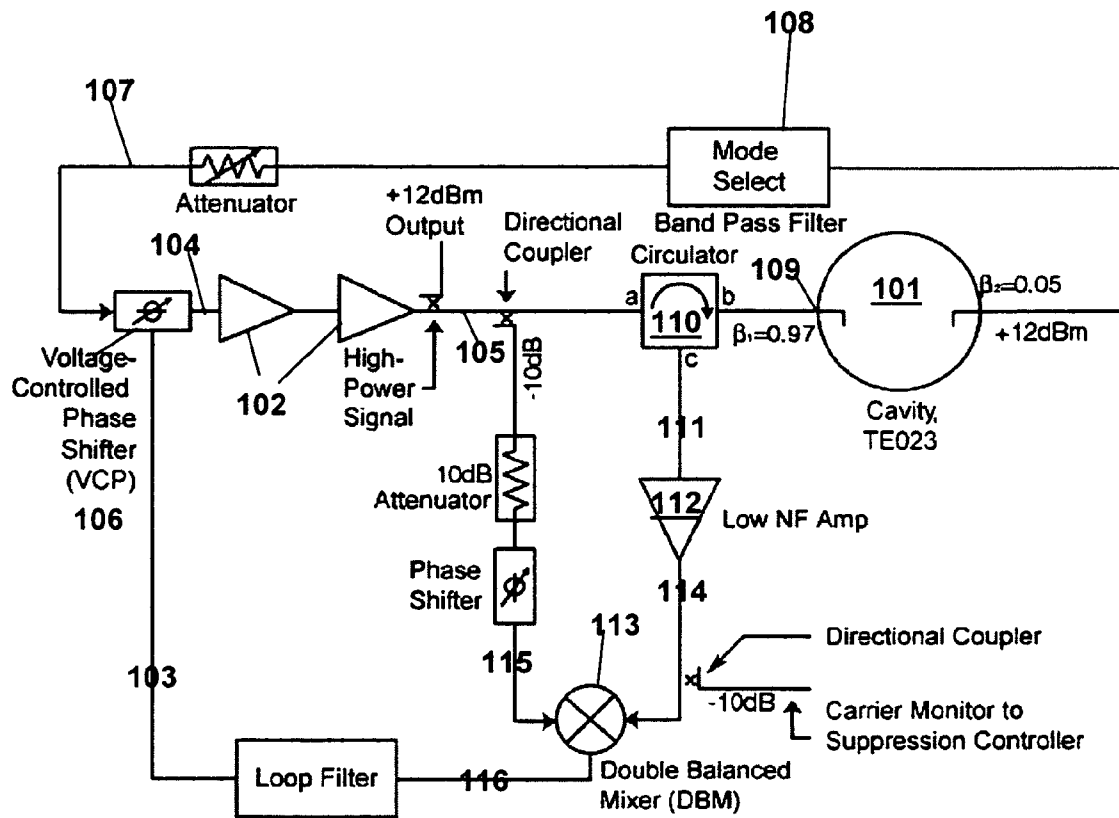 108
107
Mode
Select
Attenuator
+12dBm
Output
Directional
Coupler
Band Pass Filter
Circulator
104
109
101
β₂=0.05
a
b
110
c
β₁=0.97
+12dBm
105
Voltage-
Controlled
Phase
Shifter
(VCP)
106
102
High-
Power
Signal
-10dB
Cavity,
TE023
111
10dB
Attenuator
112
Low NF Amp
Phase
Shifter
114
113
103
115
Directional Coupler
-10dB
Carrier Monitor to
Suppression Controller
Loop Filter
116
Double Balanced
Mixer (DBM)